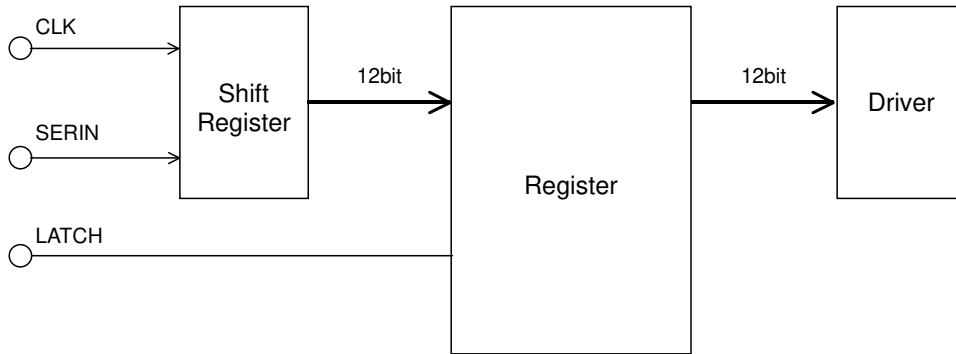 CLK
SERIN
LATCH
Shift
Register
12bit
Register
12bit
Driver